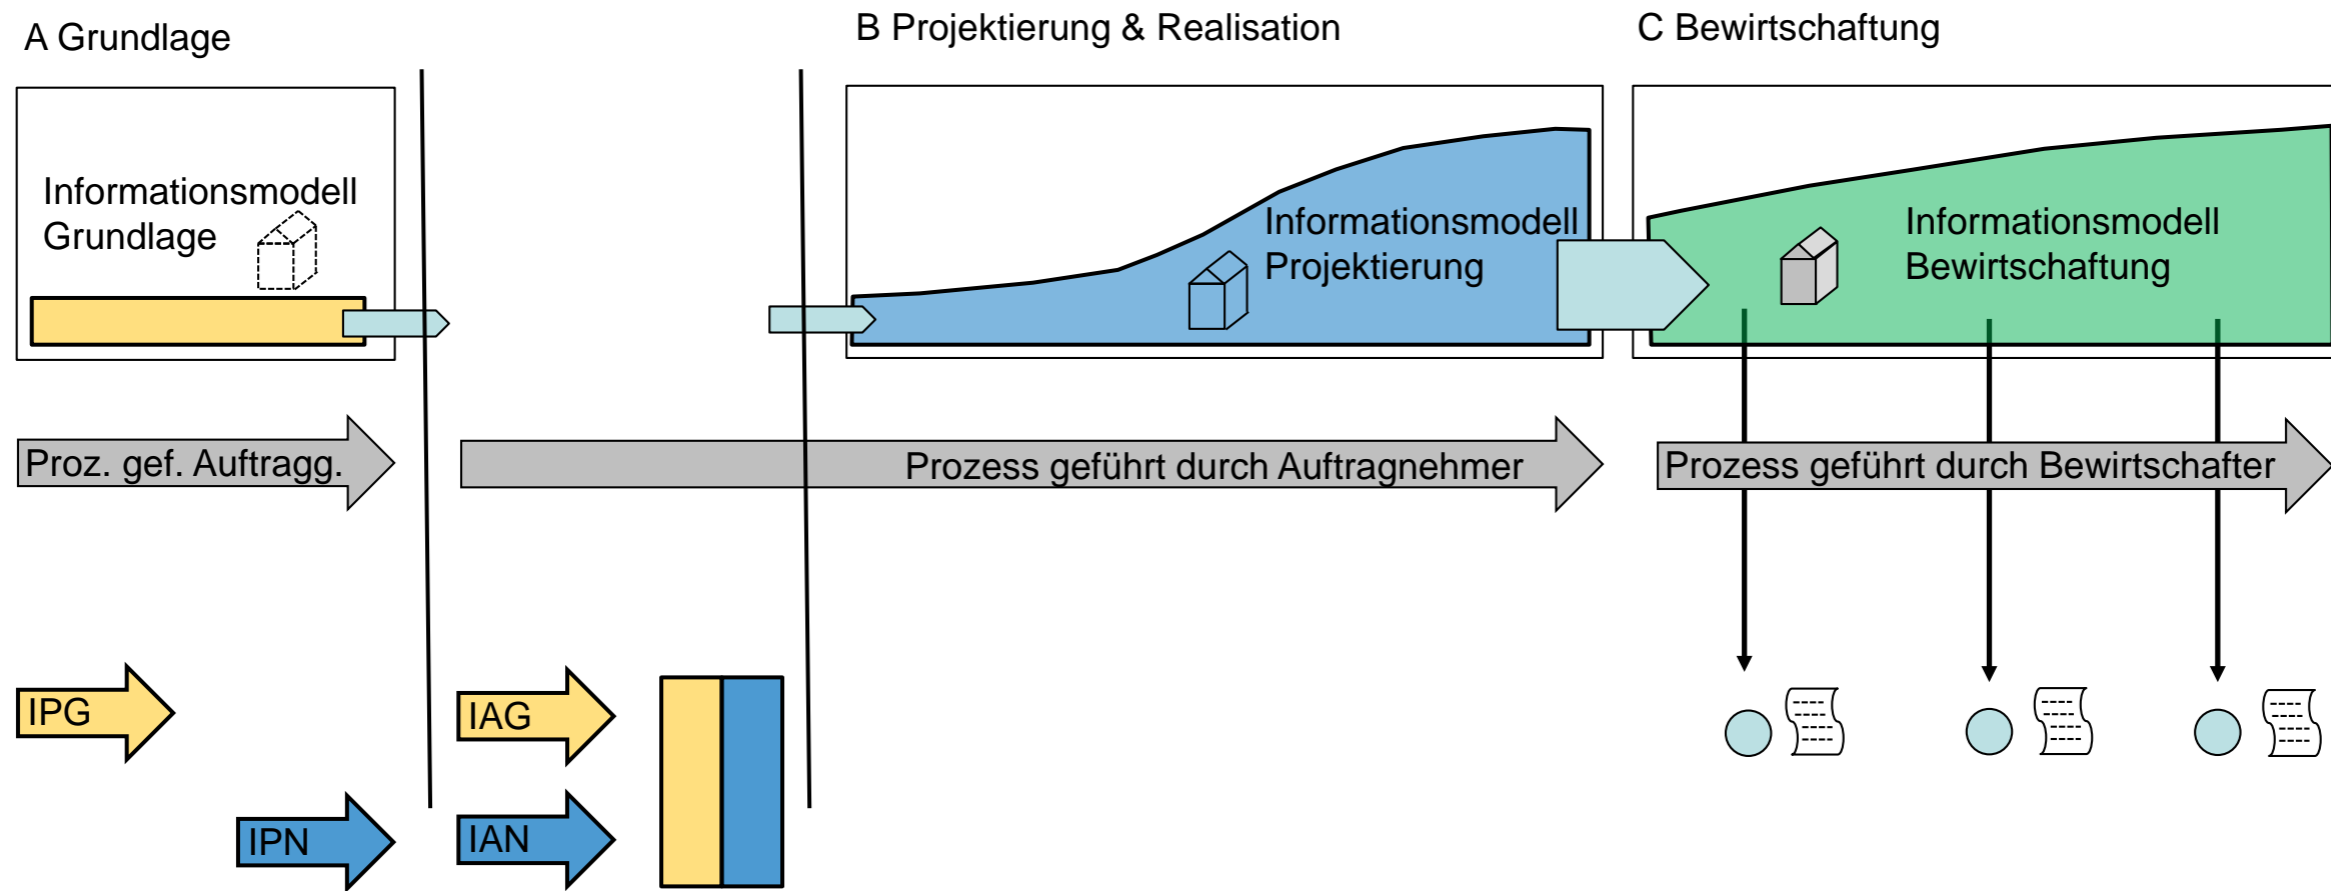 A Grundlage
B Projektierung & Realisation
C Bewirtschaftung
Informationsmodell
Grundlage
Informationsmodell
Projektierung
Informationsmodell
Bewirtschaftung
Proz. gef. Auftragg.
Prozess geführt durch Auftragnehmer
Prozess geführt durch Bewirtschafter
IPG
IAG
IPN
IAN